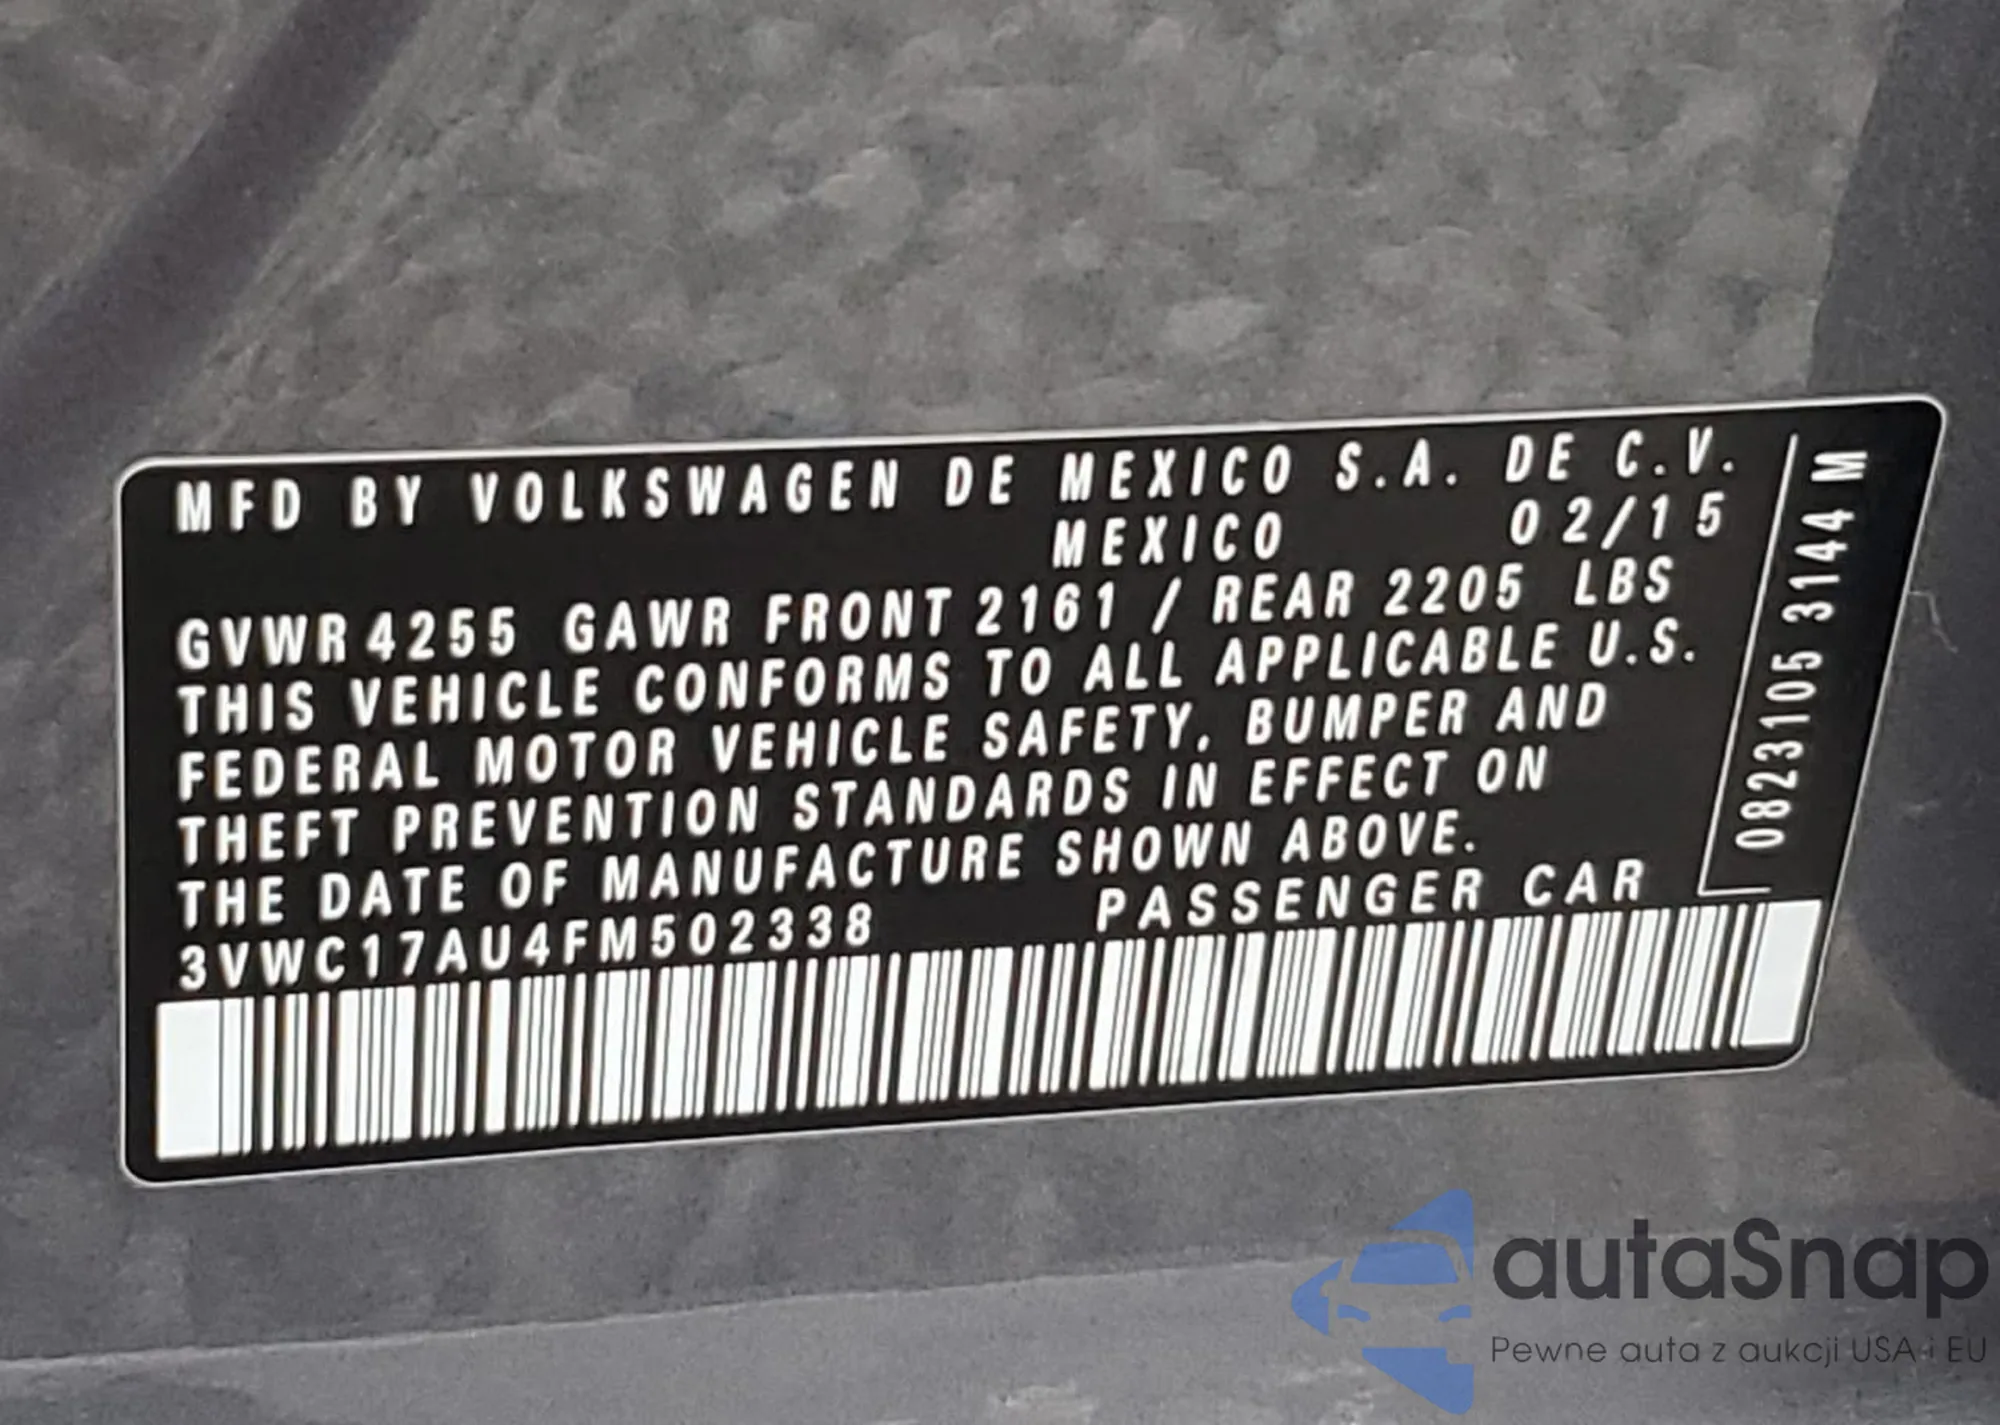 MFD BY VOLKSWAGEN DE MEXICO S.A. DE C.V.
MEXICO 02/15
GVWR 4255 GAWR FRONT 2161 / REAR 2205 LBS
THIS VEHICLE CONFORMS TO ALL APPLICABLE U.S.
FEDERAL MOTOR VEHICLE SAFETY, BUMPER AND
THEFT PREVENTION STANDARDS IN EFFECT ON
THE DATE OF MANUFACTURE SHOWN ABOVE.
3VWC17AU4FM502338 PASSENGER CAR
0823105 3144 M
autaSnap
Pewne auta z aukcji USA i EU